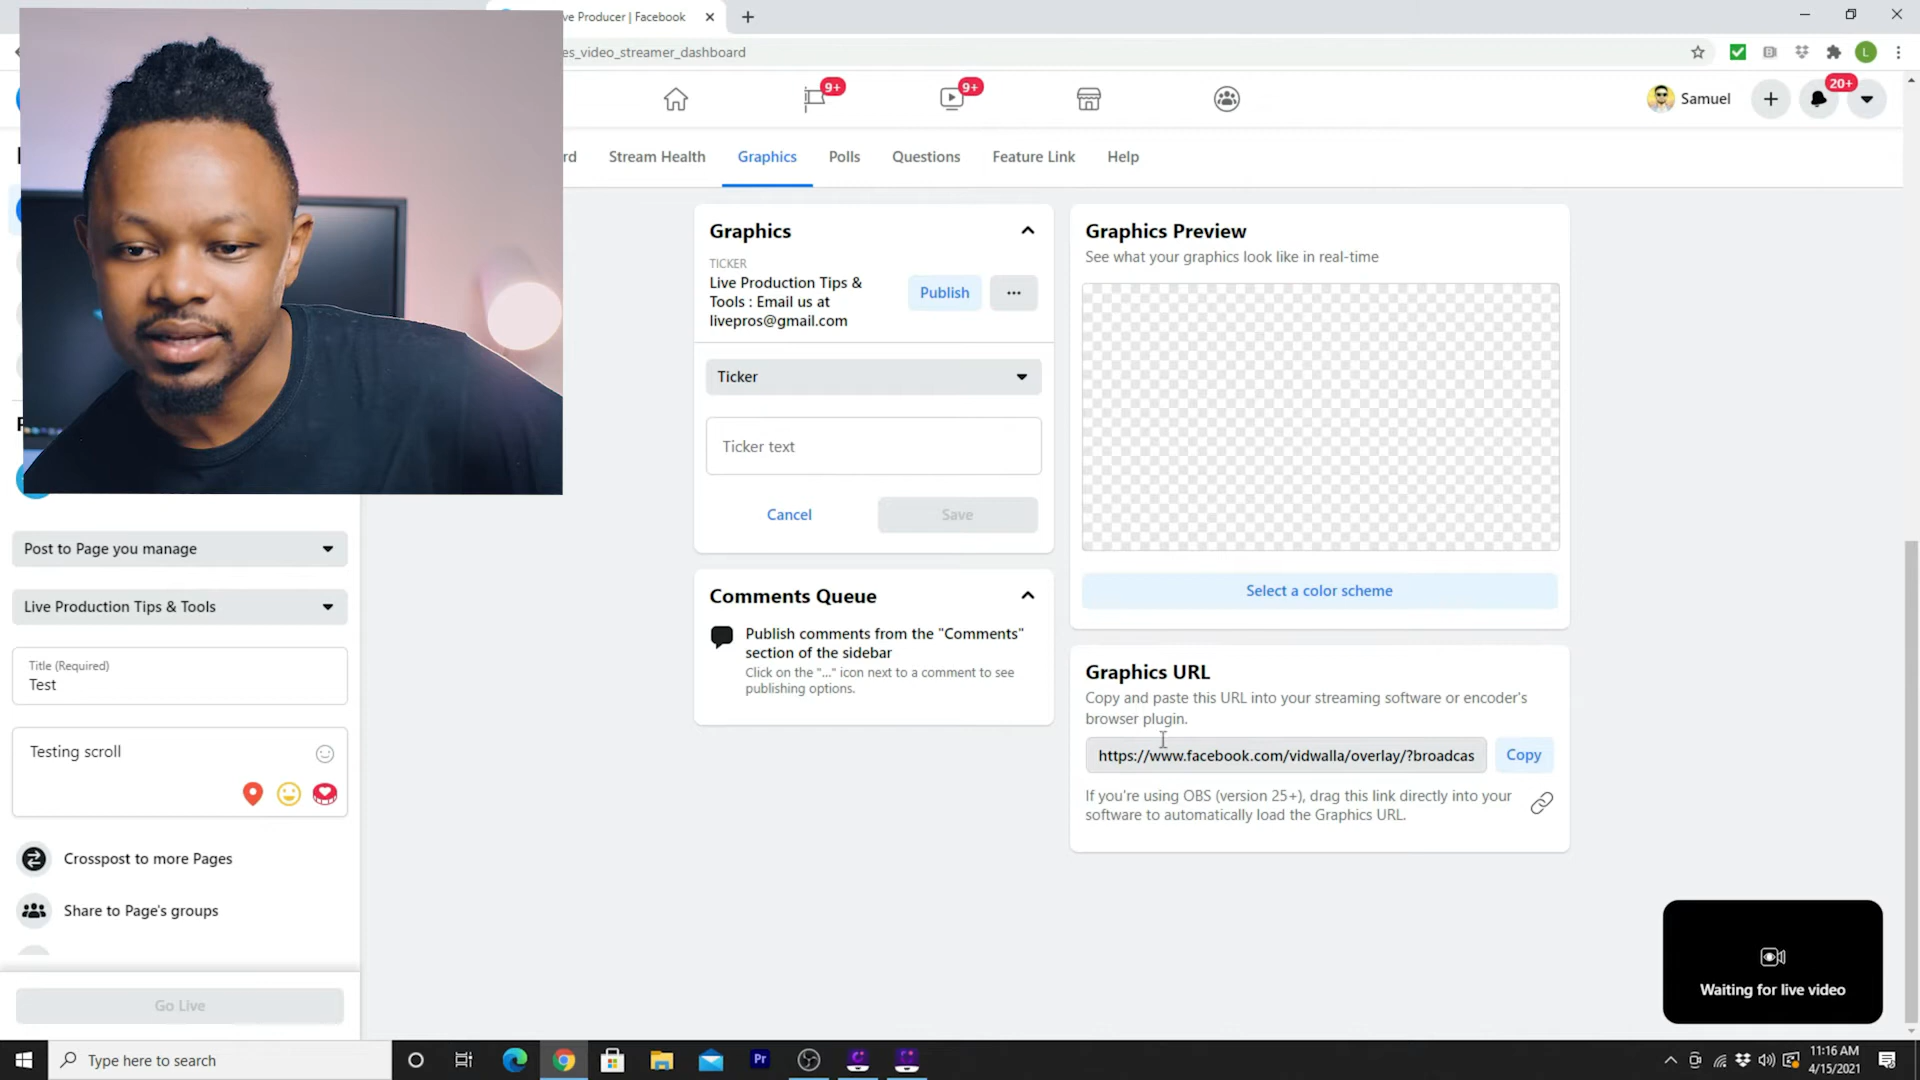 ve Producer | Facebook
es_video_streamer_dashboard
L
9+
9+
Samuel
20+
rd
Stream Health
Graphics
Polls
Questions
Feature Link
Help
Graphics
TICKER
Live Production Tips &
Tools : Email us at
livepros@gmail.com
Publish
Ticker
Ticker text
Cancel
Save
Comments Queue
Publish comments from the "Comments"
section of the sidebar
Click on the "..." icon next to a comment to see
publishing options.
Graphics Preview
See what your graphics look like in real-time
Select a color scheme
Graphics URL
Copy and paste this URL into your streaming software or encoder's
browser plugin.
https://www.facebook.com/vidwalla/overlay/?broadcas
Copy
If you're using OBS (version 25+), drag this link directly into your
software to automatically load the Graphics URL.
Post to Page you manage
Live Production Tips & Tools
Title (Required)
Test
Testing scroll
Crosspost to more Pages
Share to Page's groups
Go Live
Waiting for live video
Type here to search
Pr
11:16 AM
4/15/2021